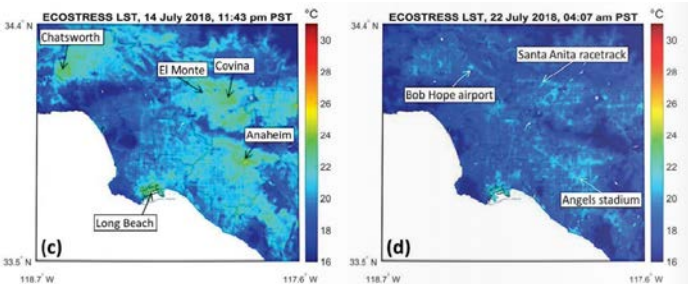 ECOSTRESS LST, 14 July 2018, 11:43 pm PST
°C
34.4° N
Chatsworth
El Monte
Covina
Anaheim
Long Beach
(c)
33.5° N
118.7° W
117.6° W
30
28
26
24
22
20
18
16
ECOSTRESS LST, 22 July 2018, 04:07 am PST
°C
34.4° N
Santa Anita racetrack
Bob Hope airport
Angels stadium
(d)
33.5° N
118.7° W
117.6° W
30
28
26
24
22
20
18
16